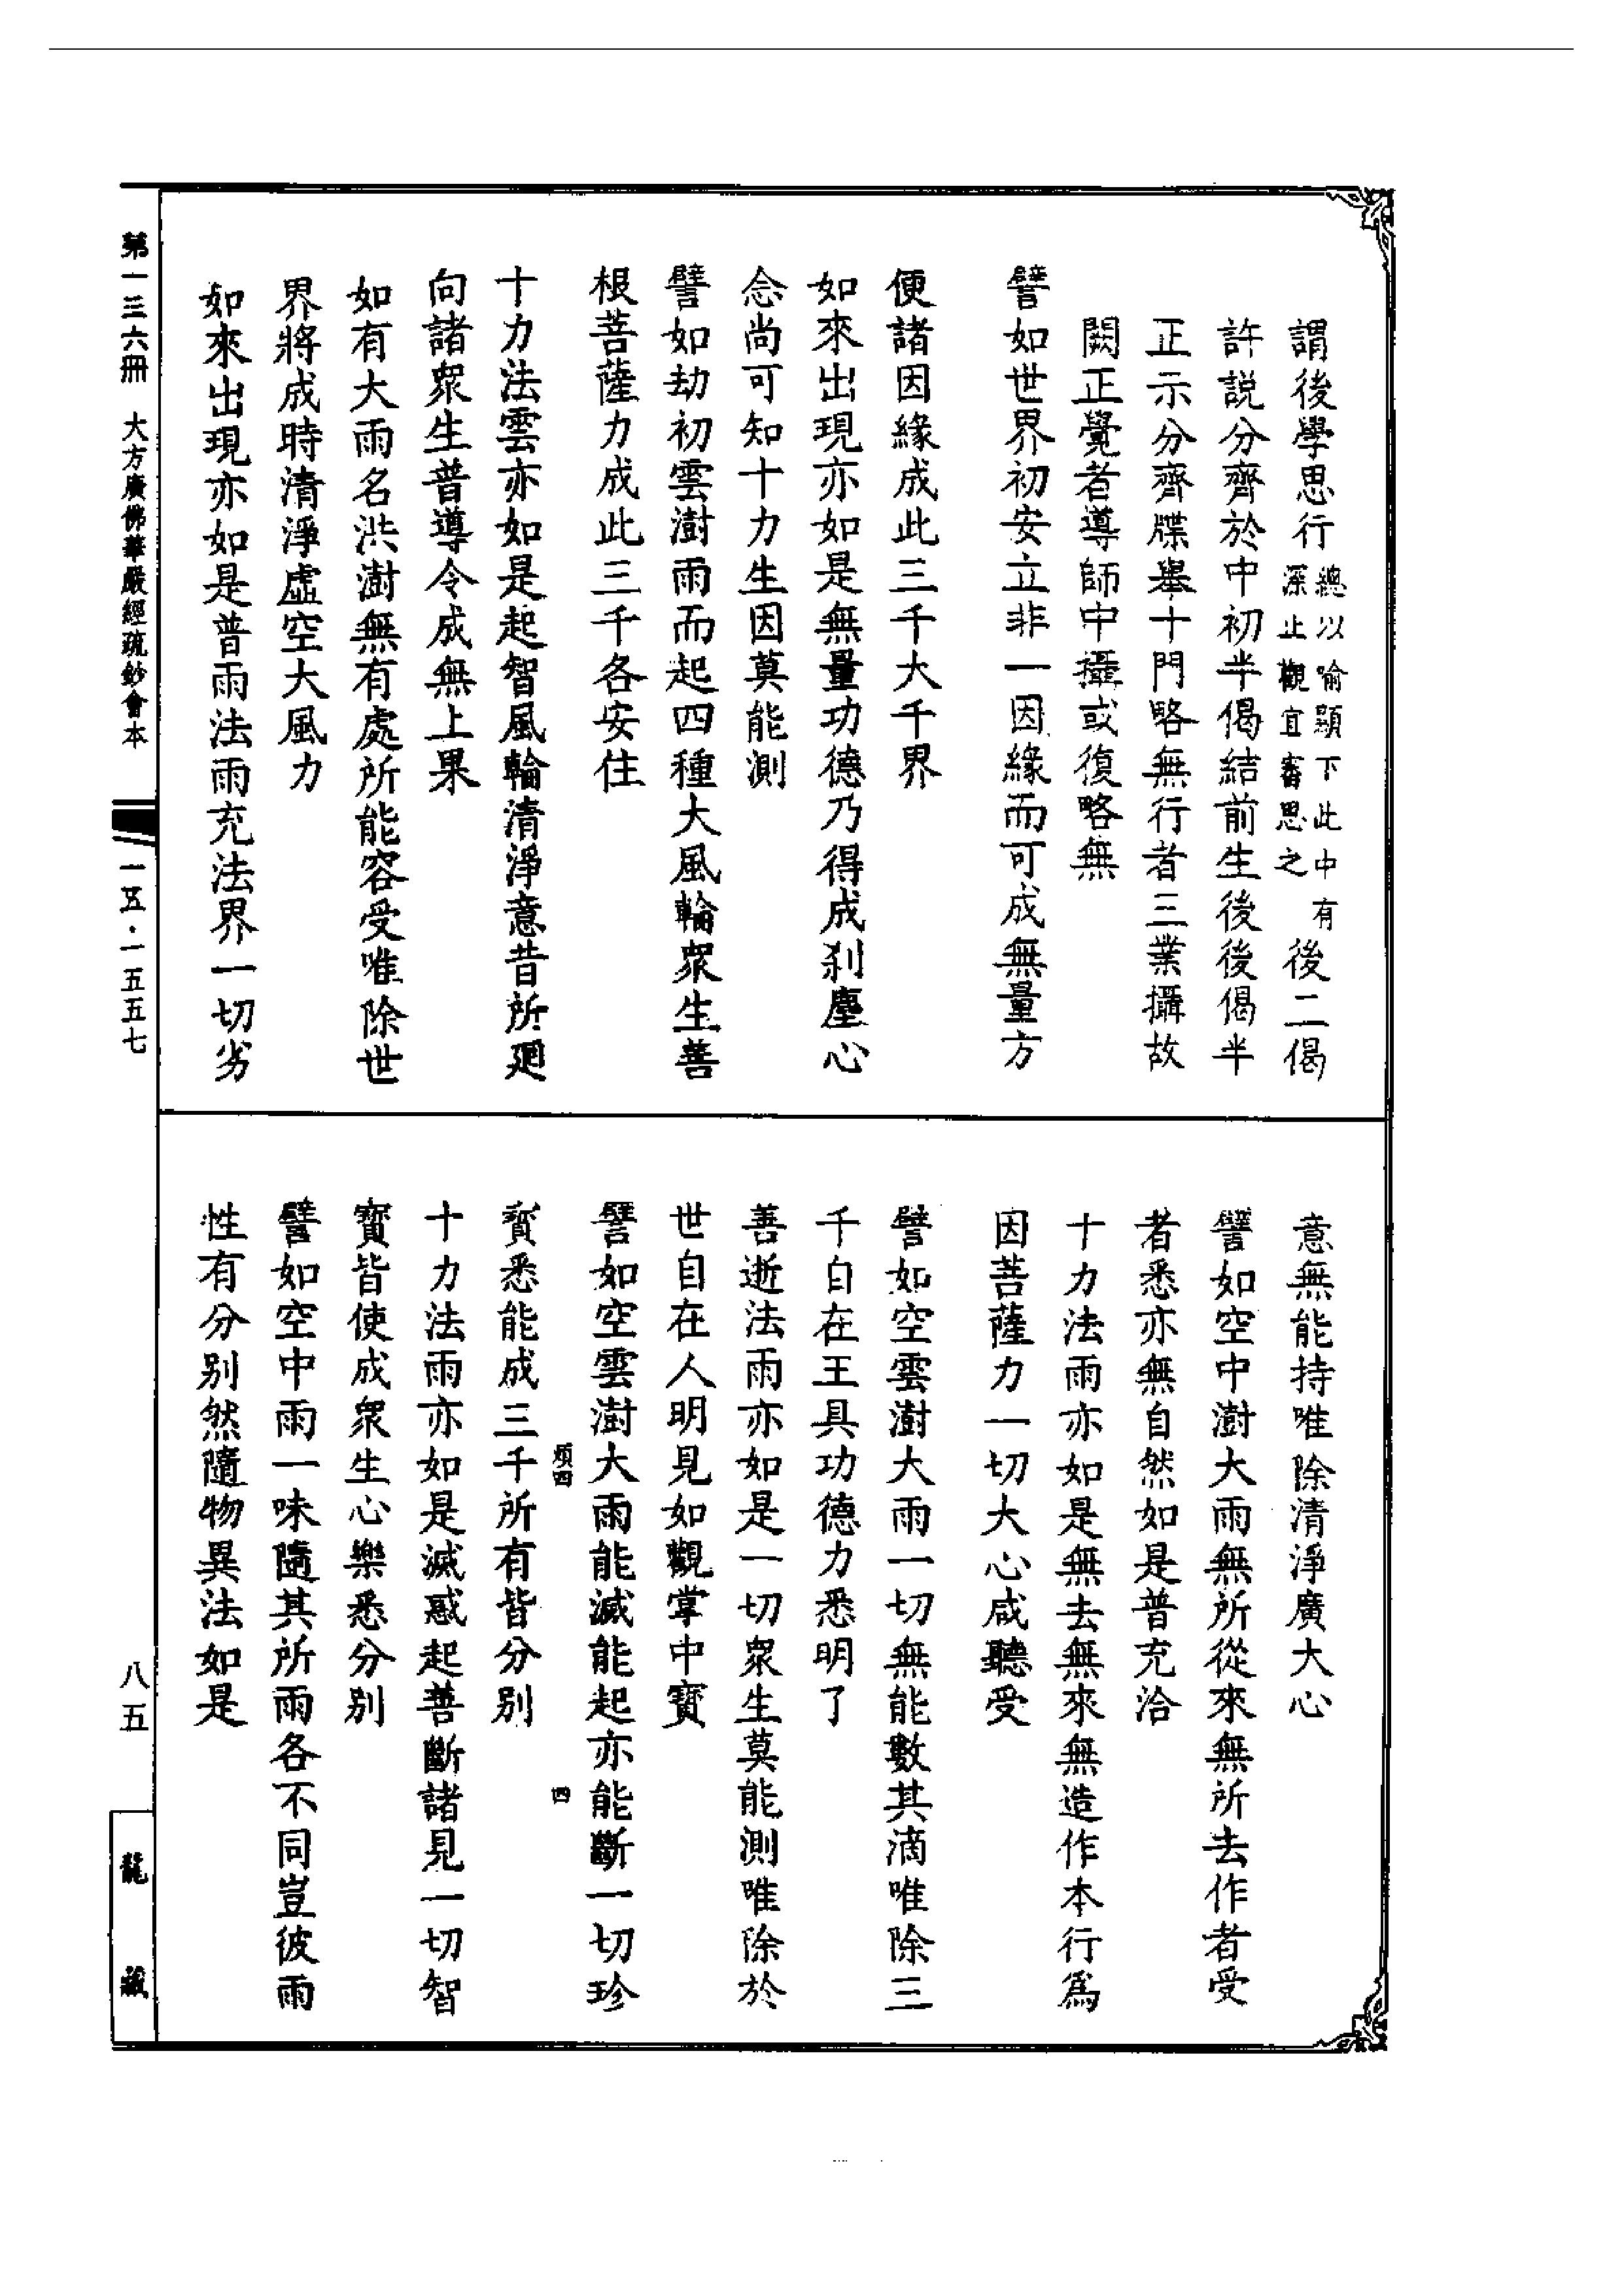 謂後學思行總以喻顯下此中有深止觀宜審思之後二偈
許説分齊於中初半偈結前生後後偈半
正示分齊牒舉十門略無行者三業攝故
闕正覺者導師中攝或復略無
譬如世界初安立非一因緣而可成無量方
便諸因緣成此三千大千界
如來出現亦如是無量功德乃得成刹塵心
念尚可知十力生因莫能測
譬如劫初雲澍雨而起四種大風輪衆生善
根菩薩力成此三千各安住
十力法雲亦如是起智風輪清淨意昔所廻
向諸衆生普導令成無上果
如有大雨名洪澍無有處所能容受唯除世
界將成時清淨虛空大風力
如來出現亦如是普雨法雨充法界一切劣
意無能持唯除清淨廣大心
譬如空中澍大雨無所從來無所去作者受
者悉亦無自然如是普充洽
十力法雨亦如是無去無來無造作本行爲
因菩薩力一切大心咸聽受
譬如空雲澍大雨一切無能數其滴唯除三
千自在王具功德力悉明了
善逝法雨亦如是一切衆生莫能測唯除於
世自在人明見如觀掌中寶
譬如空雲澍大雨能滅能起亦能斷一切珍
煩四 四
寶悉能成三千所有皆分別
十力法雨亦如是滅惑起善斷諸見一切智
寶皆使成衆生心樂悉分別
譬如空中雨一味隨其所雨各不同豈彼雨
性有分別然隨物異法如是
第一三六冊 大方廣佛華嚴經疏鈔會本
一五·一五五七
八五
龍藏